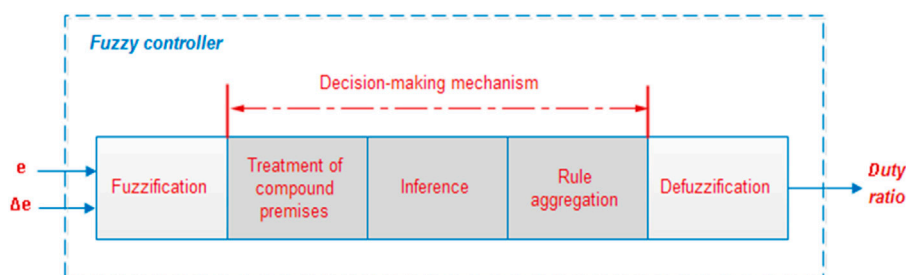 Fuzzy controller
Decision-making mechanism
e
Δe
Fuzzification
Treatment of
compound
premises
Inference
Rule
aggregation
Defuzzification
Duty
ratio